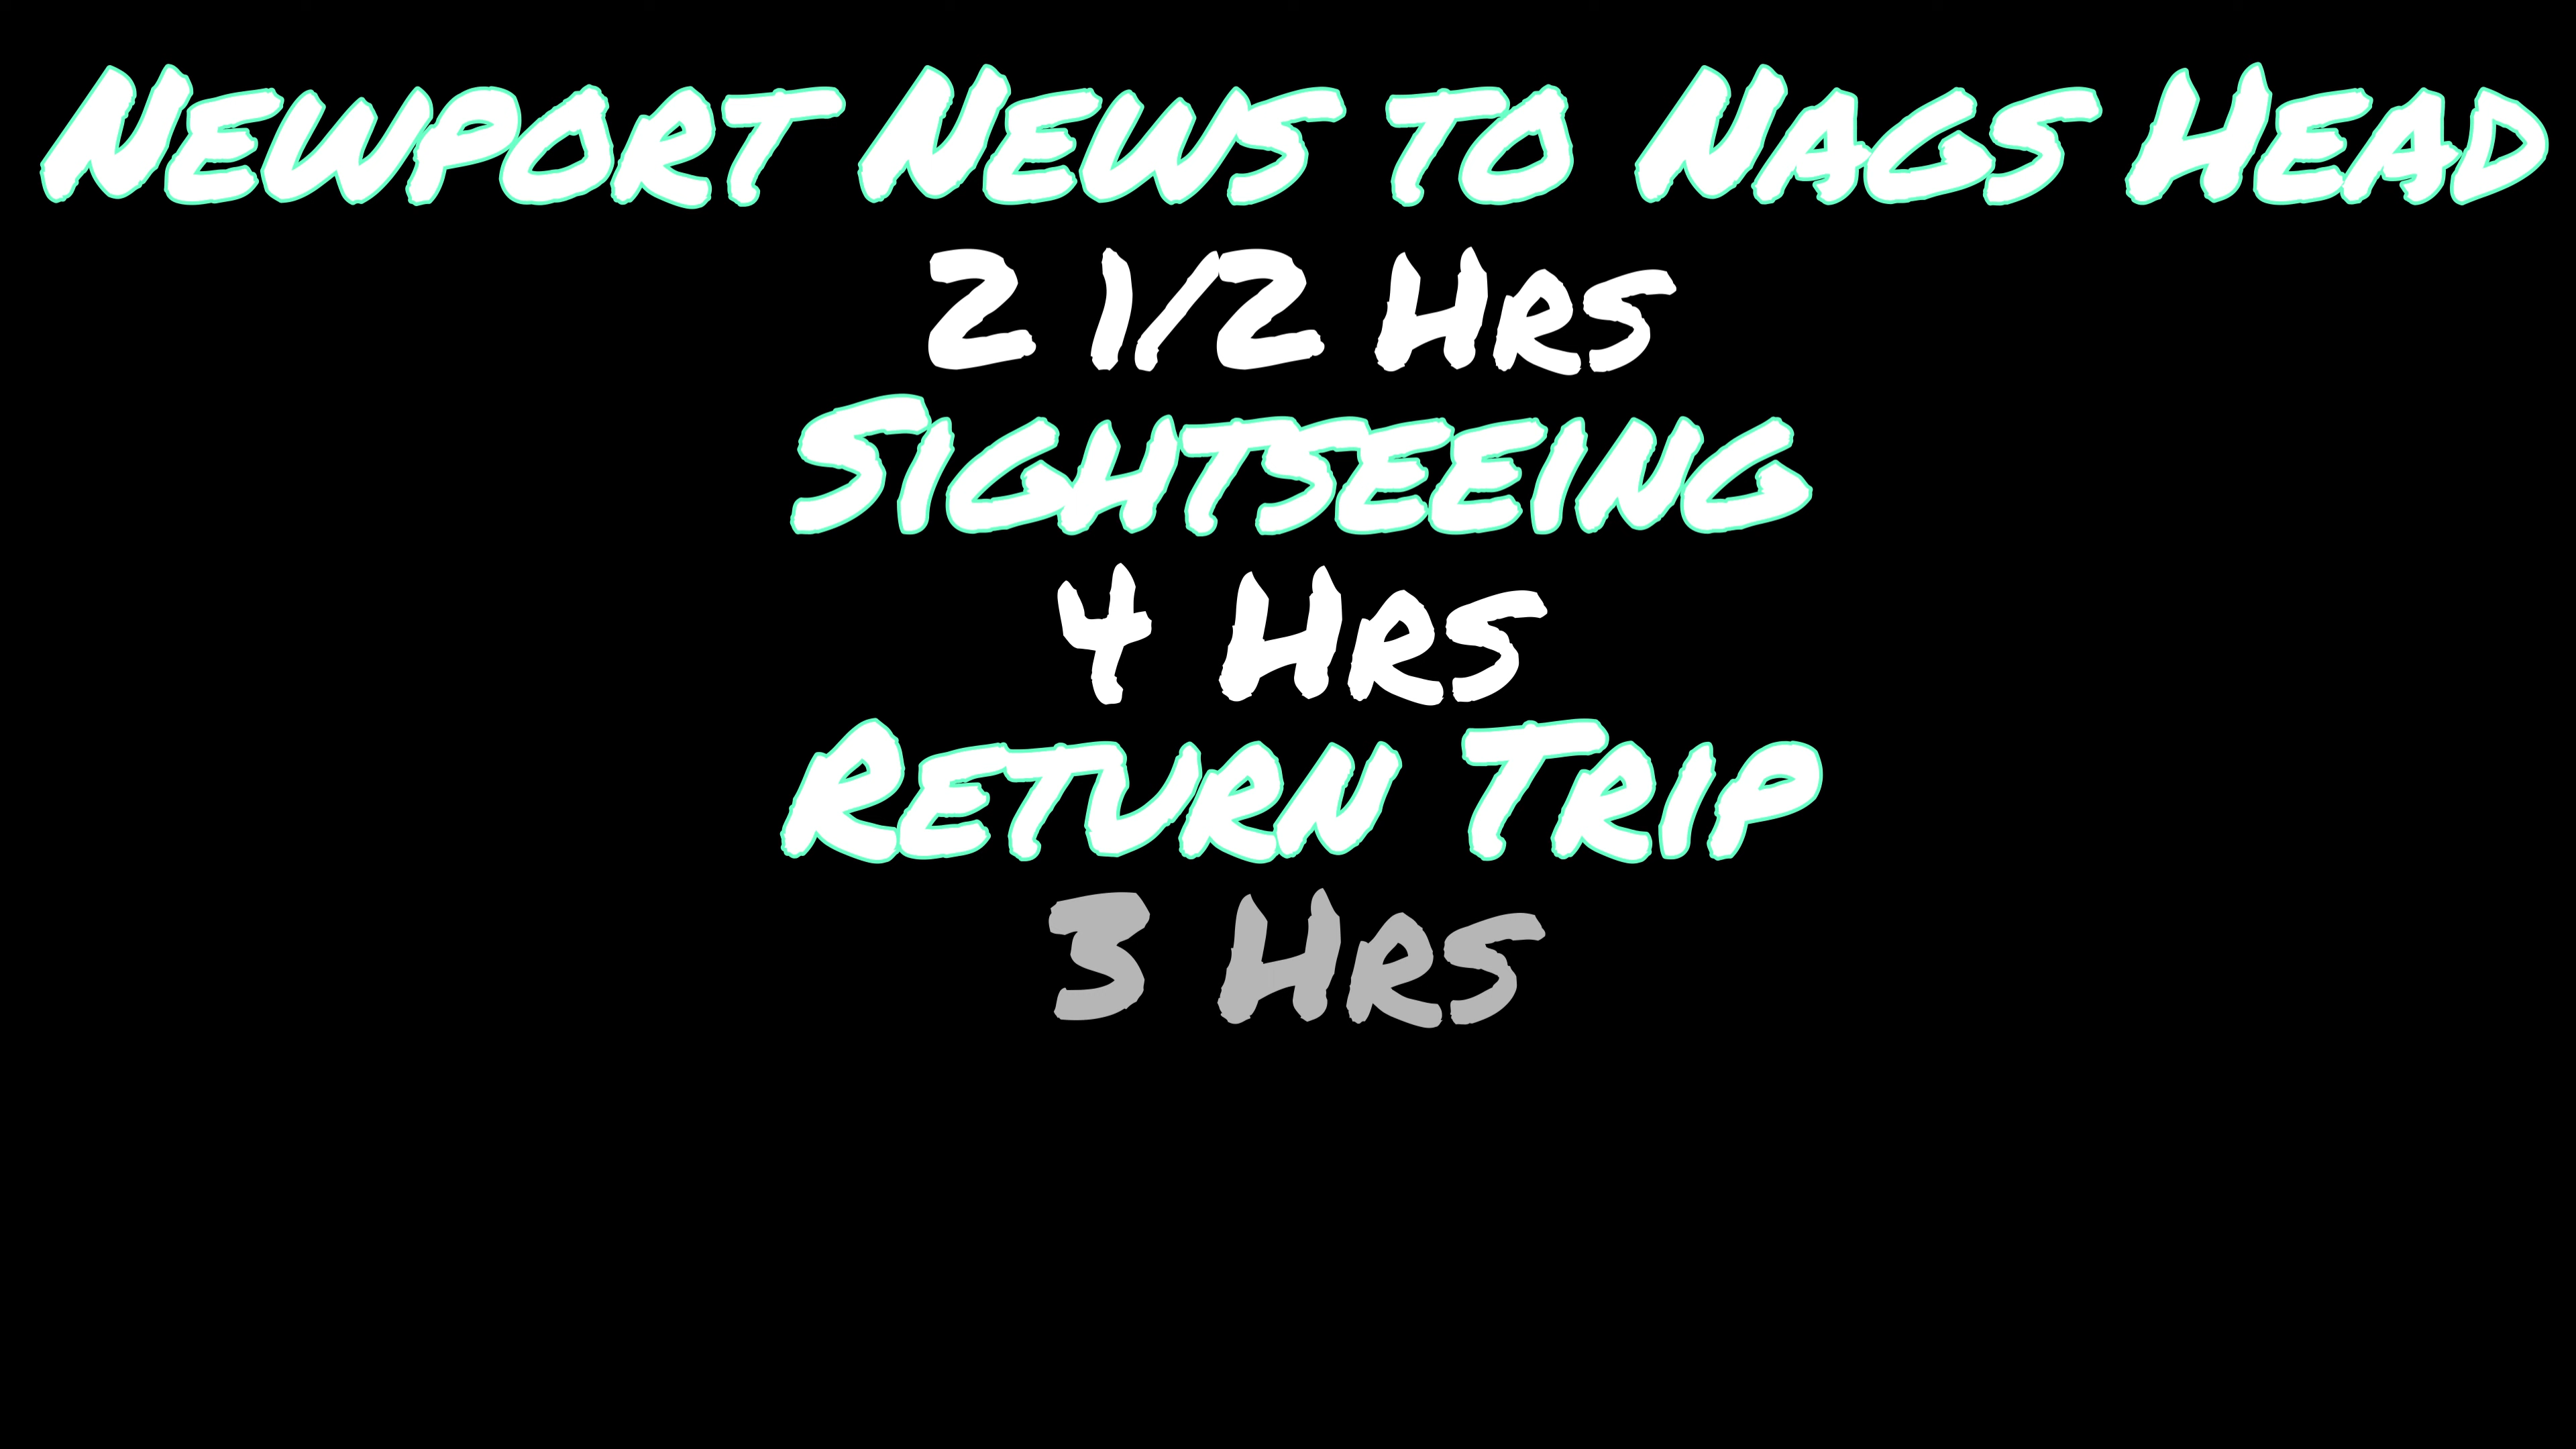 Newport News to Nags Head
2 1/2 Hrs
Sightseeing
4 Hrs
Return Trip
3 Hrs